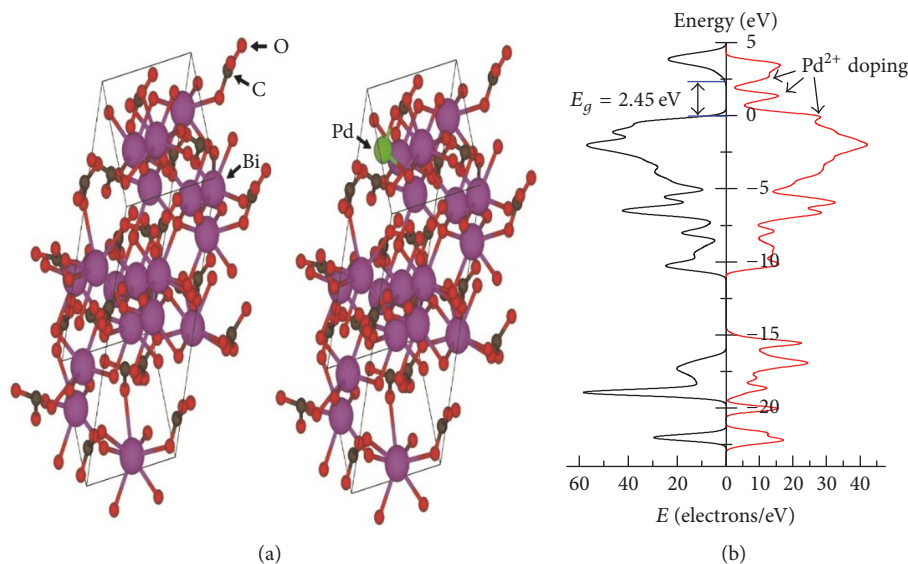 O
C
Pd
Bi
(a)
Energy (eV)
5
Pd²⁺ doping
E_g = 2.45 eV
0
−5
−10
−15
−20
60 40 20 0 10 20 30 40
E (electrons/eV)
(b)